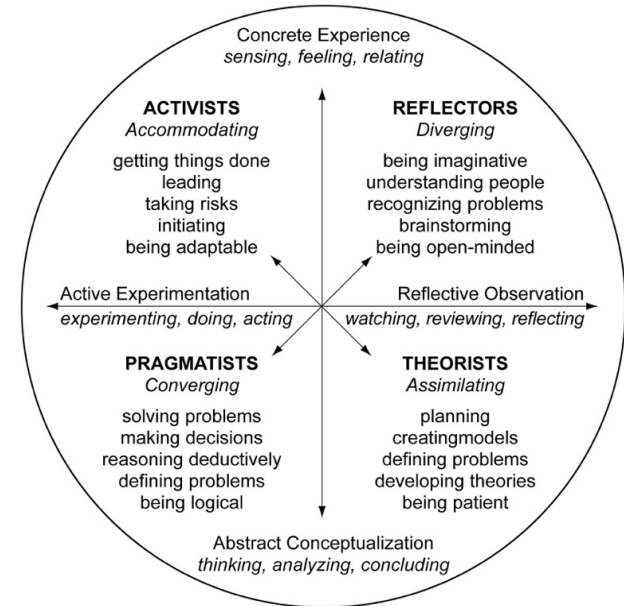 Concrete Experience
sensing, feeling, relating
ACTIVISTS
Accommodating
getting things done
leading
taking risks
initiating
being adaptable
REFLECTORS
Diverging
being imaginative
understanding people
recognizing problems
brainstorming
being open-minded
Active Experimentation
experimenting, doing, acting
Reflective Observation
watching, reviewing, reflecting
PRAGMATISTS
Converging
solving problems
making decisions
reasoning deductively
defining problems
being logical
THEORISTS
Assimilating
planning
creatingmodels
defining problems
developing theories
being patient
Abstract Conceptualization
thinking, analyzing, concluding